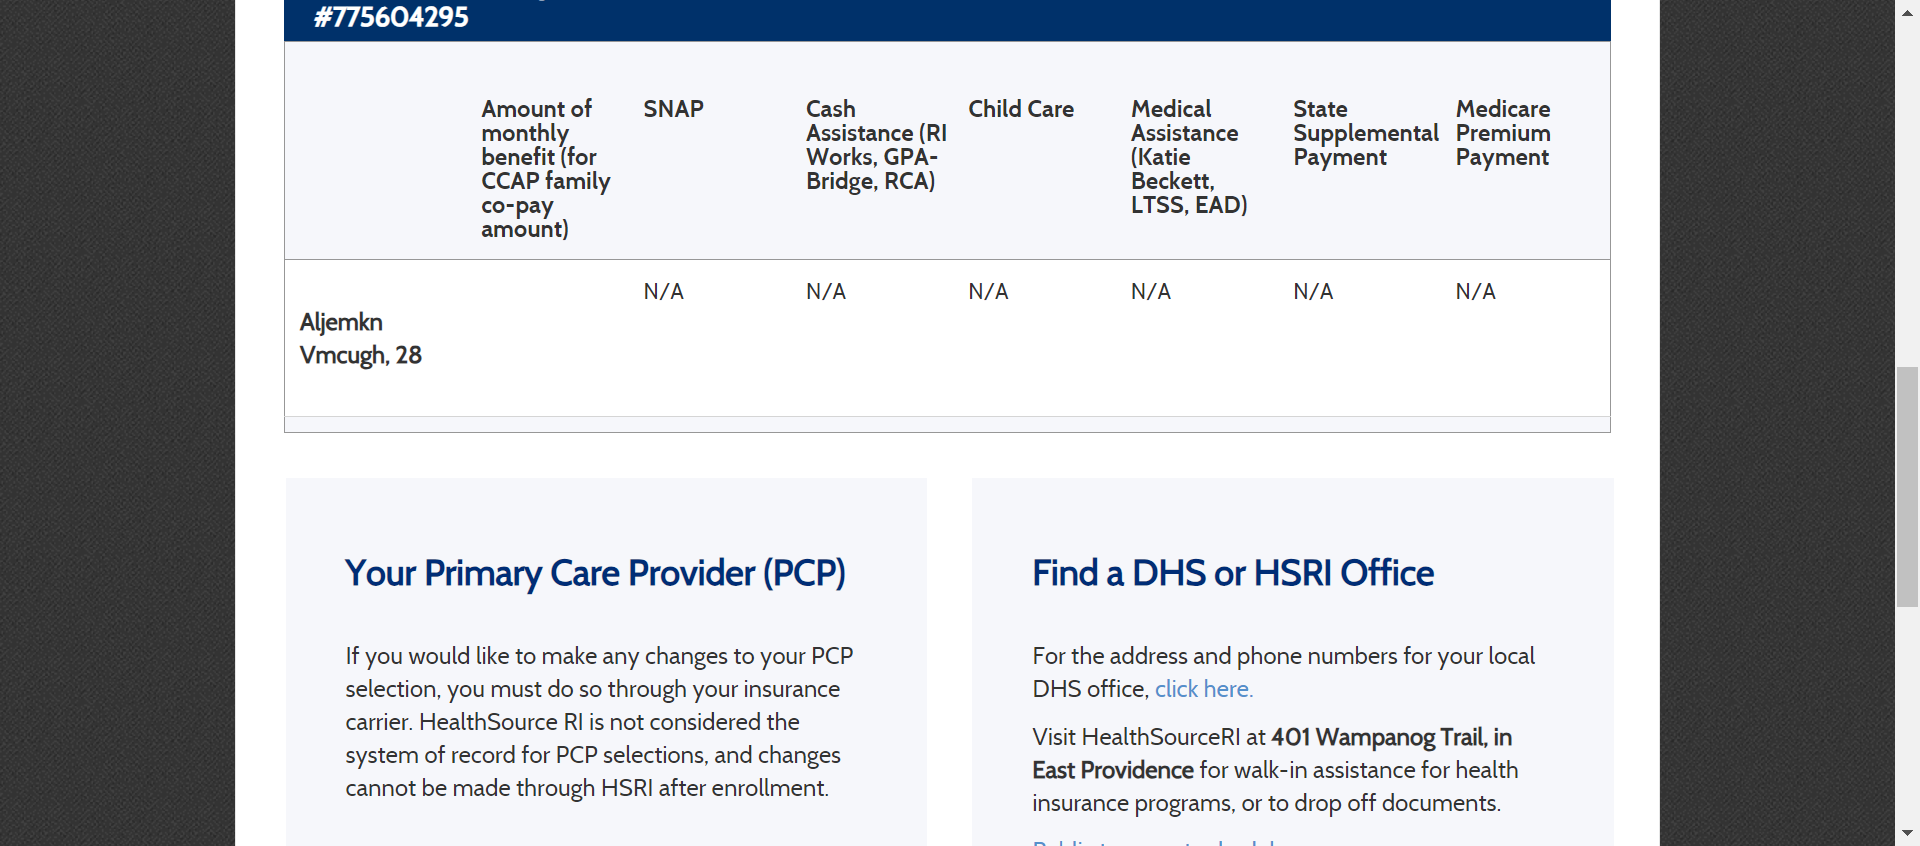 #775604295
Amount of monthly benefit (for CCAP family co-pay amount)
SNAP
Cash Assistance (RI Works, GPA-Bridge, RCA)
Child Care
Medical Assistance (Katie Beckett, LTSS, EAD)
State Supplemental Payment
Medicare Premium Payment
Aljemkn
Vmcugh, 28
N/A N/A N/A N/A N/A N/A
Your Primary Care Provider (PCP)
If you would like to make any changes to your PCP
selection, you must do so through your insurance
carrier. HealthSource RI is not considered the
system of record for PCP selections, and changes
cannot be made through HSRI after enrollment.
Find a DHS or HSRI Office
For the address and phone numbers for your local
DHS office, click here.
Visit HealthSourceRI at 401 Wampanog Trail, in
East Providence for walk-in assistance for health
insurance programs, or to drop off documents.